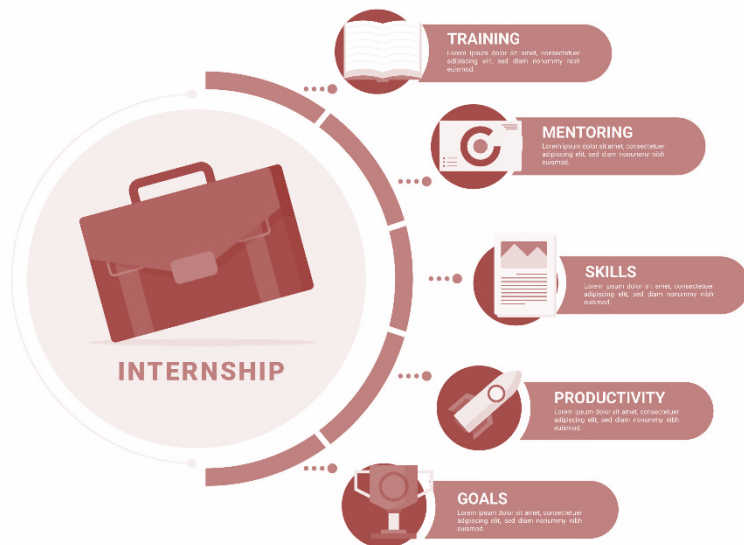 TRAINING
Lorem ipsum dolor sit amet, consectetuer
adipiscing elit, sed diam nonummy nibh
euismod.
MENTORING
Lorem ipsum dolor sit amet, consectetuer
adipiscing elit, sed diam nonummy nibh
euismod.
SKILLS
Lorem ipsum dolor sit amet, consectetuer
adipiscing elit, sed diam nonummy nibh
euismod.
INTERNSHIP
PRODUCTIVITY
Lorem ipsum dolor sit amet, consectetuer
adipiscing elit, sed diam nonummy nibh
euismod.
GOALS
Lorem ipsum dolor sit amet, consectetuer
adipiscing elit, sed diam nonummy nibh
euismod.